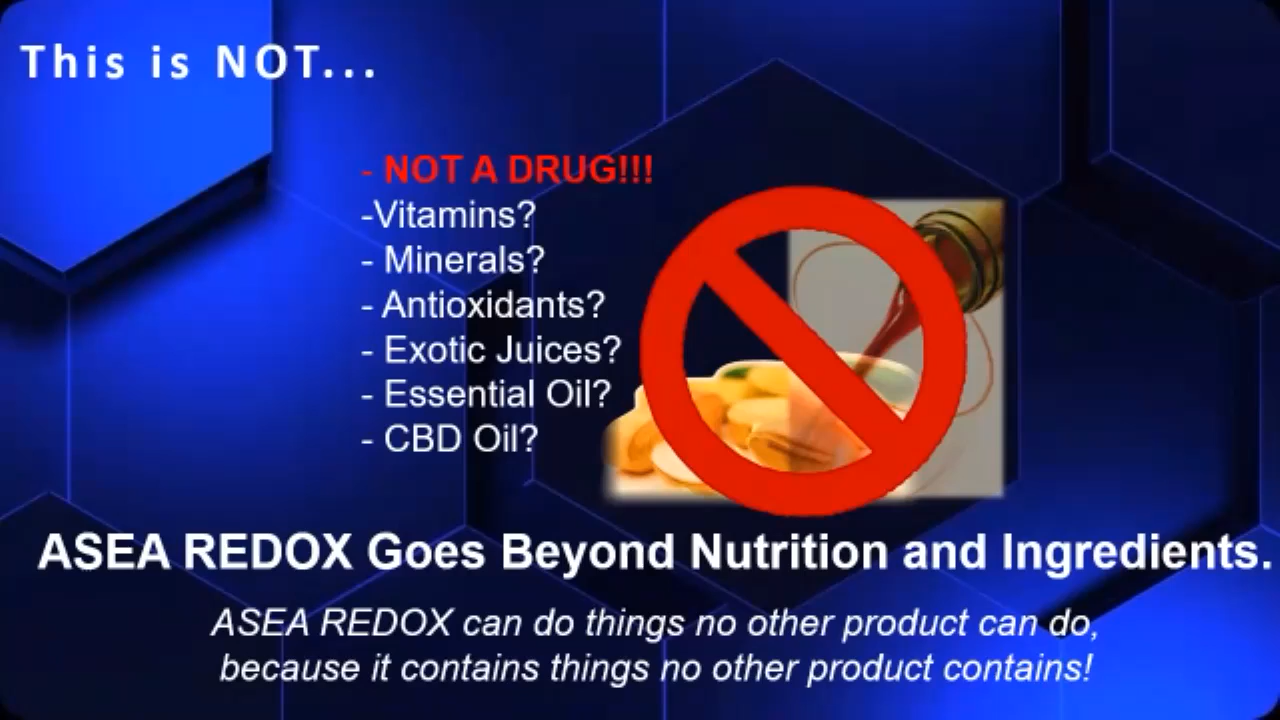 This is NOT...
- NOT A DRUG!!!
-Vitamins?
- Minerals?
- Antioxidants?
- Exotic Juices?
- Essential Oil?
- CBD Oil?
ASEA REDOX Goes Beyond Nutrition and Ingredients.
ASEA REDOX can do things no other product can do,
because it contains things no other product contains!